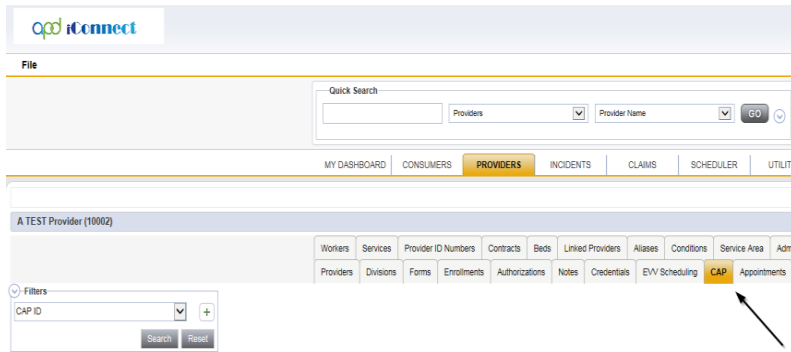 apd iConnect
File
Quick Search
Providers Provider Name GO
MY DASHBOARD CONSUMERS PROVIDERS INCIDENTS CLAIMS SCHEDULER UTILIT
A TEST Provider (10002)
Workers Services Provider ID Numbers Contracts Beds Linked Providers Aliases Conditions Service Area Adm
Providers Divisions Forms Enrollments Authorizations Notes Credentials EVV Scheduling CAP Appointments
Filters
CAP ID +
Search Reset